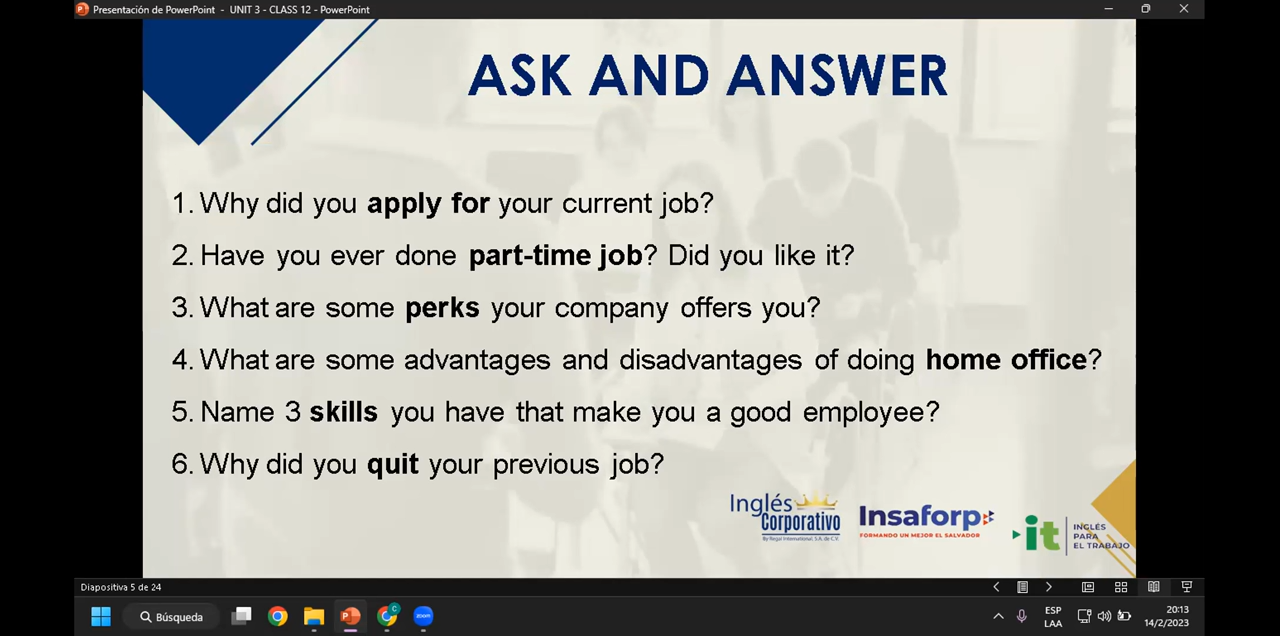 Presentación de PowerPoint - UNIT 3 - CLASS 12 - PowerPoint
ASK AND ANSWER
1. Why did you apply for your current job?
2. Have you ever done part-time job? Did you like it?
3. What are some perks your company offers you?
4. What are some advantages and disadvantages of doing home office?
5. Name 3 skills you have that make you a good employee?
6. Why did you quit your previous job?
Inglés
Corporativo
By Regal International, S.A. de C.V.
Insaforp
FORMANDO UN MEJOR EL SALVADOR
it
INGLÉS
PARA
EL TRABAJO
Diapositiva 5 de 24
Búsqueda
C
zoom
ESP
LAA
20:13
14/2/2023